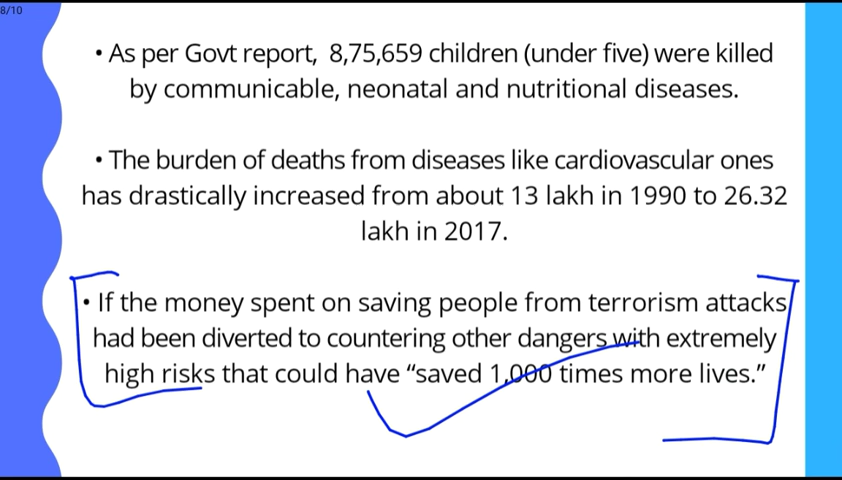 8/10
• As per Govt report, 8,75,659 children (under five) were killed
by communicable, neonatal and nutritional diseases.
• The burden of deaths from diseases like cardiovascular ones
has drastically increased from about 13 lakh in 1990 to 26.32
lakh in 2017.
• If the money spent on saving people from terrorism attacks
had been diverted to countering other dangers with extremely
high risks that could have “saved 1,000 times more lives.”